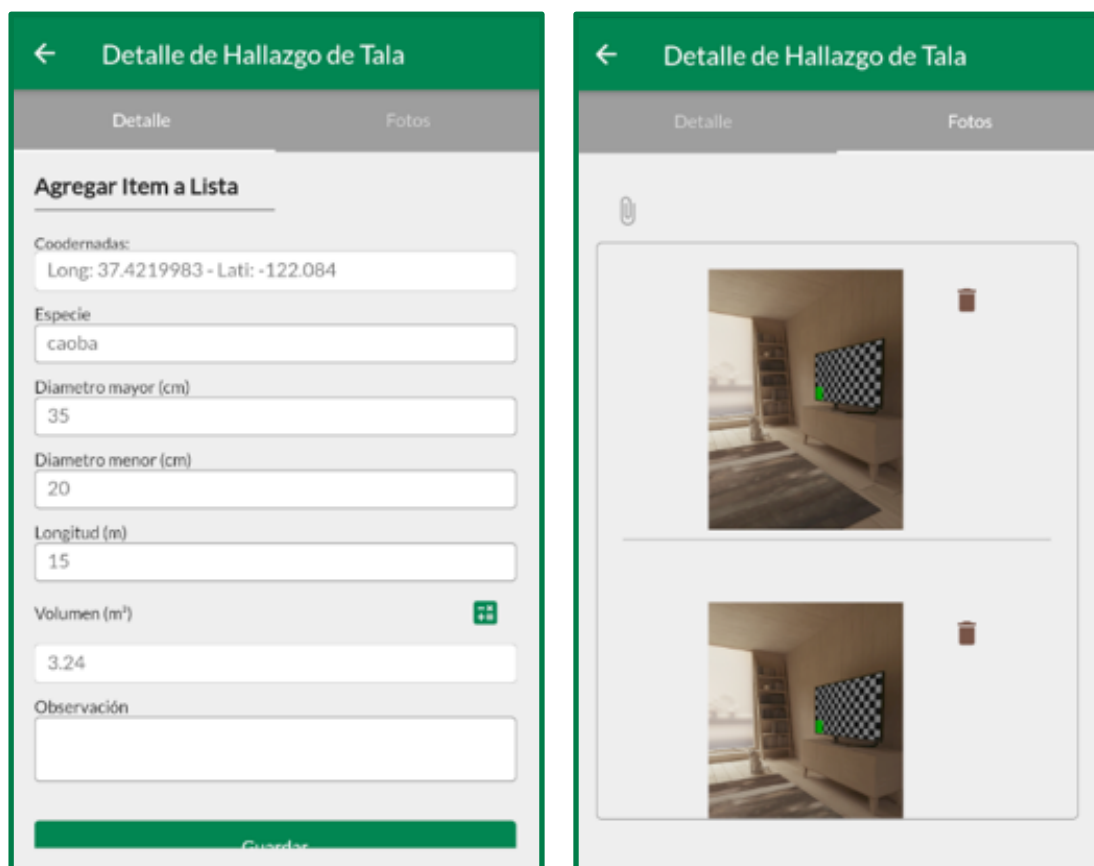 Detalle de Hallazgo de Tala
Detalle Fotos
Agregar Item a Lista
Coodernadas:
Long: 37.4219983 - Lati: -122.084
Especie
caoba
Diametro mayor (cm)
35
Diametro menor (cm)
20
Longitud (m)
15
Volumen (m³)
3.24
Observación
Guardar
Detalle de Hallazgo de Tala
Detalle Fotos